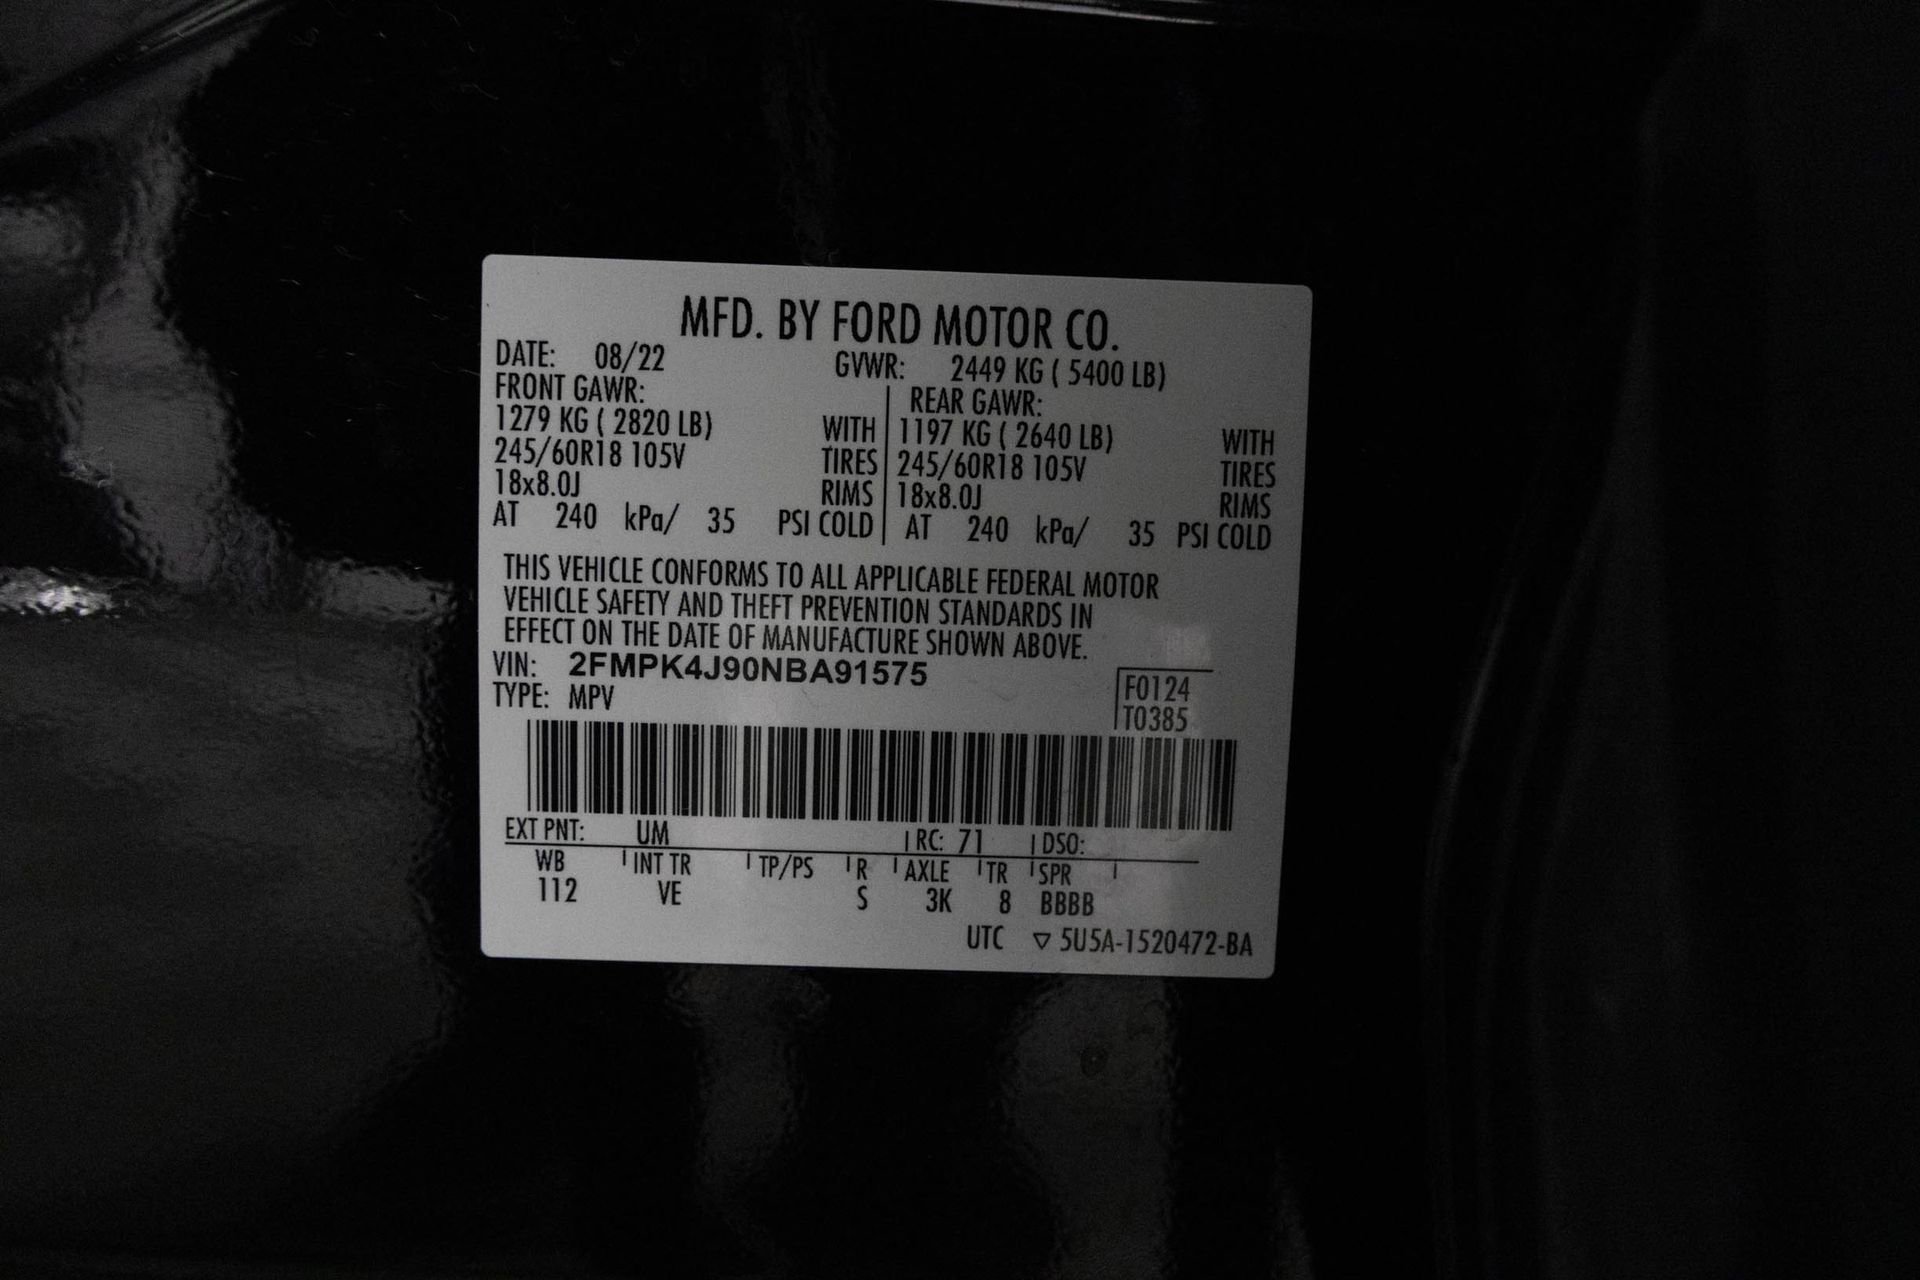 MFD. BY FORD MOTOR CO.
DATE: 08/22 GVWR: 2449 KG ( 5400 LB)
FRONT GAWR: REAR GAWR:
1279 KG ( 2820 LB) WITH 1197 KG ( 2640 LB) WITH
245/60R18 105V TIRES 245/60R18 105V TIRES
18x8.0J RIMS 18x8.0J RIMS
AT 240 kPa/ 35 PSI COLD AT 240 kPa/ 35 PSI COLD
THIS VEHICLE CONFORMS TO ALL APPLICABLE FEDERAL MOTOR
VEHICLE SAFETY AND THEFT PREVENTION STANDARDS IN
EFFECT ON THE DATE OF MANUFACTURE SHOWN ABOVE.
VIN: 2FMPK4J90NBA91575
TYPE: MPV
F0124
T0385
EXT PNT: UM RC: 71 DSO:
WB INT TR TP/PS R AXLE TR SPR
112 VE S 3K 8 BBBB
UTC ▽ 5U5A-1520472-BA